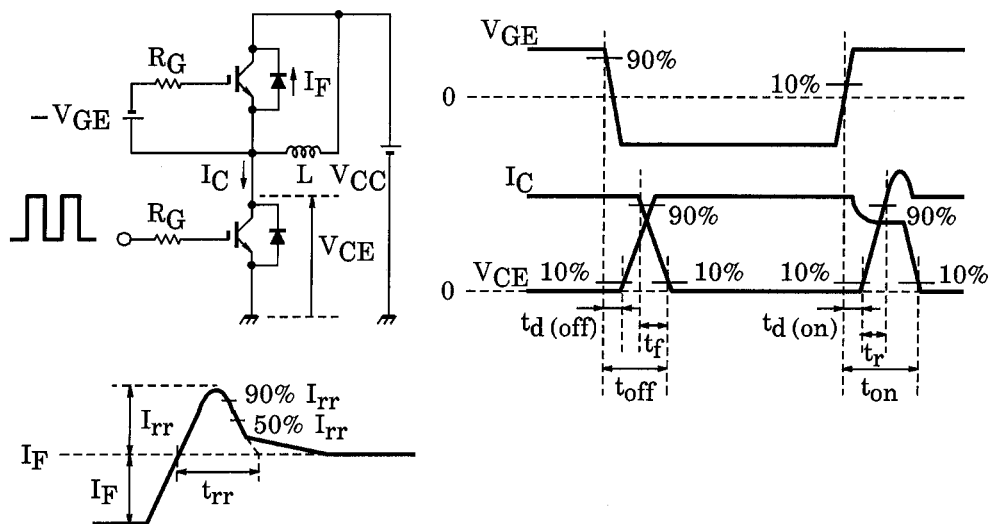 R_G
I_F
-V_GE
I_C
L
V_CC
R_G
V_CE
V_GE
90%
10%
0
I_C
90%
90%
V_CE
10%
10%
10%
10%
0
t_d (off)
t_f
t_off
t_d (on)
t_r
t_on
I_rr
90% I_rr
50% I_rr
I_F
I_F
t_rr